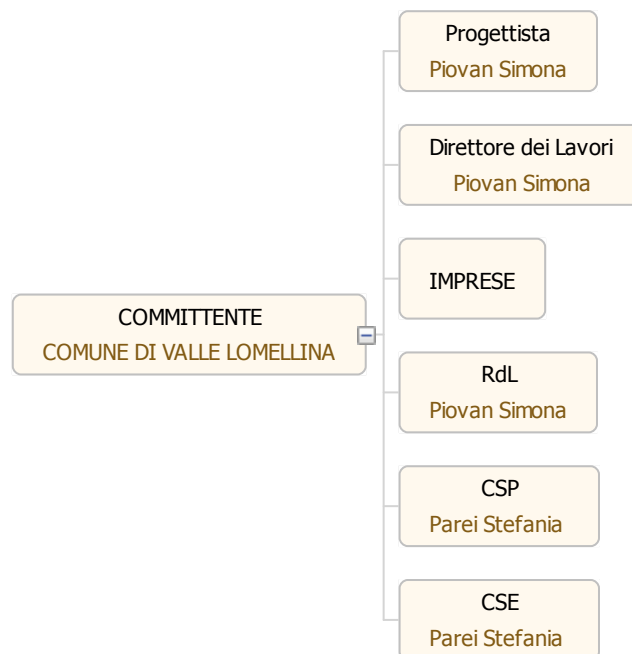 Progettista
Piovan Simona
Direttore dei Lavori
Piovan Simona
IMPRESE
COMMITTENTE
COMUNE DI VALLE LOMELLINA
RdL
Piovan Simona
CSP
Parei Stefania
CSE
Parei Stefania